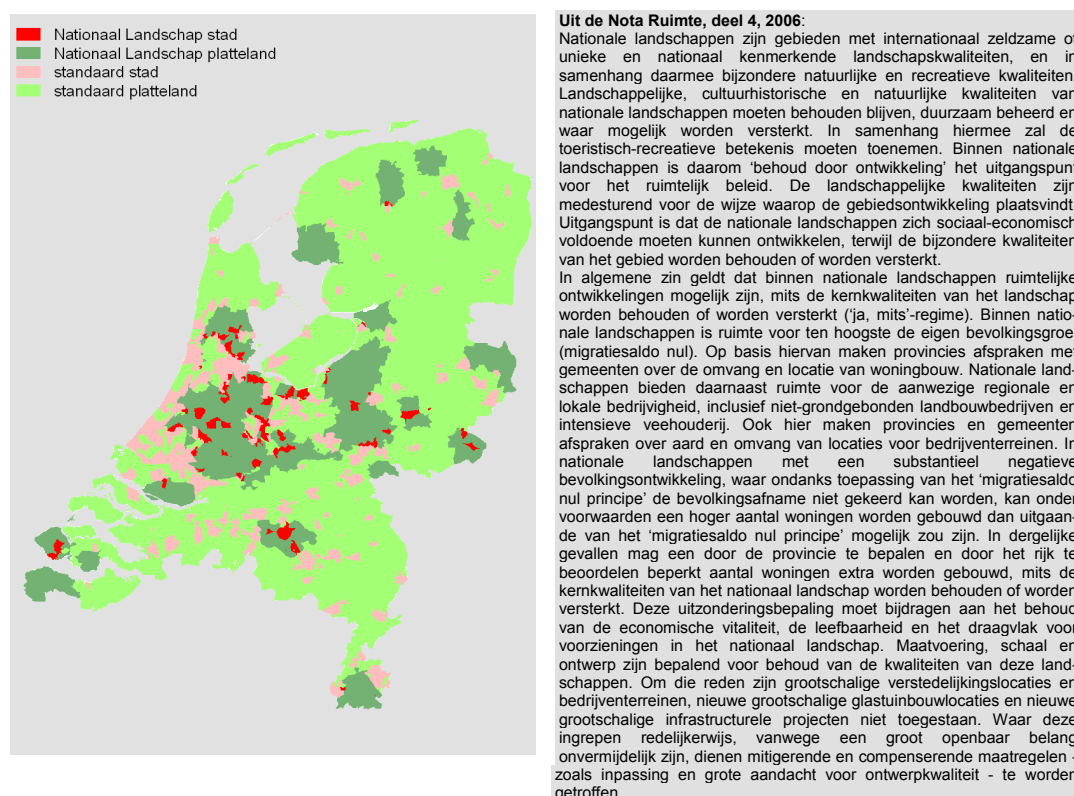 Nationaal Landschap stad
Nationaal Landschap platteland
standaard stad
standaard platteland
Uit de Nota Ruimte, deel 4, 2006:
Nationale landschappen zijn gebieden met internationaal zeldzame of
unieke en nationaal kenmerkende landschapskwaliteiten, en in
samenhang daarmee bijzondere natuurlijke en recreatieve kwaliteiten
Landschappelijke, cultuurhistorische en natuurlijke kwaliteiten van
nationale landschappen moeten behouden blijven, duurzaam beheerd en
waar mogelijk worden versterkt. In samenhang hiermee zal de
toeristisch-recreatieve betekenis moeten toenemen. Binnen nationale
landschappen is daarom ‘behoud door ontwikkeling’ het uitgangspunt
voor het ruimtelijk beleid. De landschappelijke kwaliteiten zijn
medesturend voor de wijze waarop de gebiedsontwikkeling plaatsvindt.
Uitgangspunt is dat de nationale landschappen zich sociaal-economisch
voldoende moeten kunnen ontwikkelen, terwijl de bijzondere kwaliteiten
van het gebied worden behouden of worden versterkt.
In algemene zin geldt dat binnen nationale landschappen ruimtelijke
ontwikkelingen mogelijk zijn, mits de kernkwaliteiten van het landschap
worden behouden of worden versterkt (‘ja, mits’-regime). Binnen natio-
nale landschappen is ruimte voor ten hoogste de eigen bevolkingsgroei
(migratiesaldo nul). Op basis hiervan maken provincies afspraken met
gemeenten over de omvang en locatie van woningbouw. Nationale land-
schappen bieden daarnaast ruimte voor de aanwezige regionale en
lokale bedrijvigheid, inclusief niet-grondgebonden landbouwbedrijven en
intensieve veehouderij. Ook hier maken provincies en gemeenten
afspraken over aard en omvang van locaties voor bedrijventerreinen. In
nationale landschappen met een substantieel negatieve
bevolkingsontwikkeling, waar ondanks toepassing van het ‘migratiesaldo
nul principe’ de bevolkingsafname niet gekeerd kan worden, kan onder
voorwaarden een hoger aantal woningen worden gebouwd dan uitgaan-
de van het ‘migratiesaldo nul principe’ mogelijk zou zijn. In dergelijke
gevallen mag een door de provincie te bepalen en door het rijk te
beoordelen beperkt aantal woningen extra worden gebouwd, mits de
kernkwaliteiten van het nationaal landschap worden behouden of worden
versterkt. Deze uitzonderingsbepaling moet bijdragen aan het behoud
van de economische vitaliteit, de leefbaarheid en het draagvlak voor
voorzieningen in het nationaal landschap. Maatvoering, schaal en
ontwerp zijn bepalend voor behoud van de kwaliteiten van deze land-
schappen. Om die reden zijn grootschalige verstedelijkingslocaties en
bedrijventerreinen, nieuwe grootschalige glastuinbouwlocaties en nieuwe
grootschalige infrastructurele projecten niet toegestaan. Waar deze
ingrepen redelijkerwijs, vanwege een groot openbaar belang
onvermijdelijk zijn, dienen mitigerende en compenserende maatregelen -
zoals inpassing en grote aandacht voor ontwerpkwaliteit - te worden
getroffen